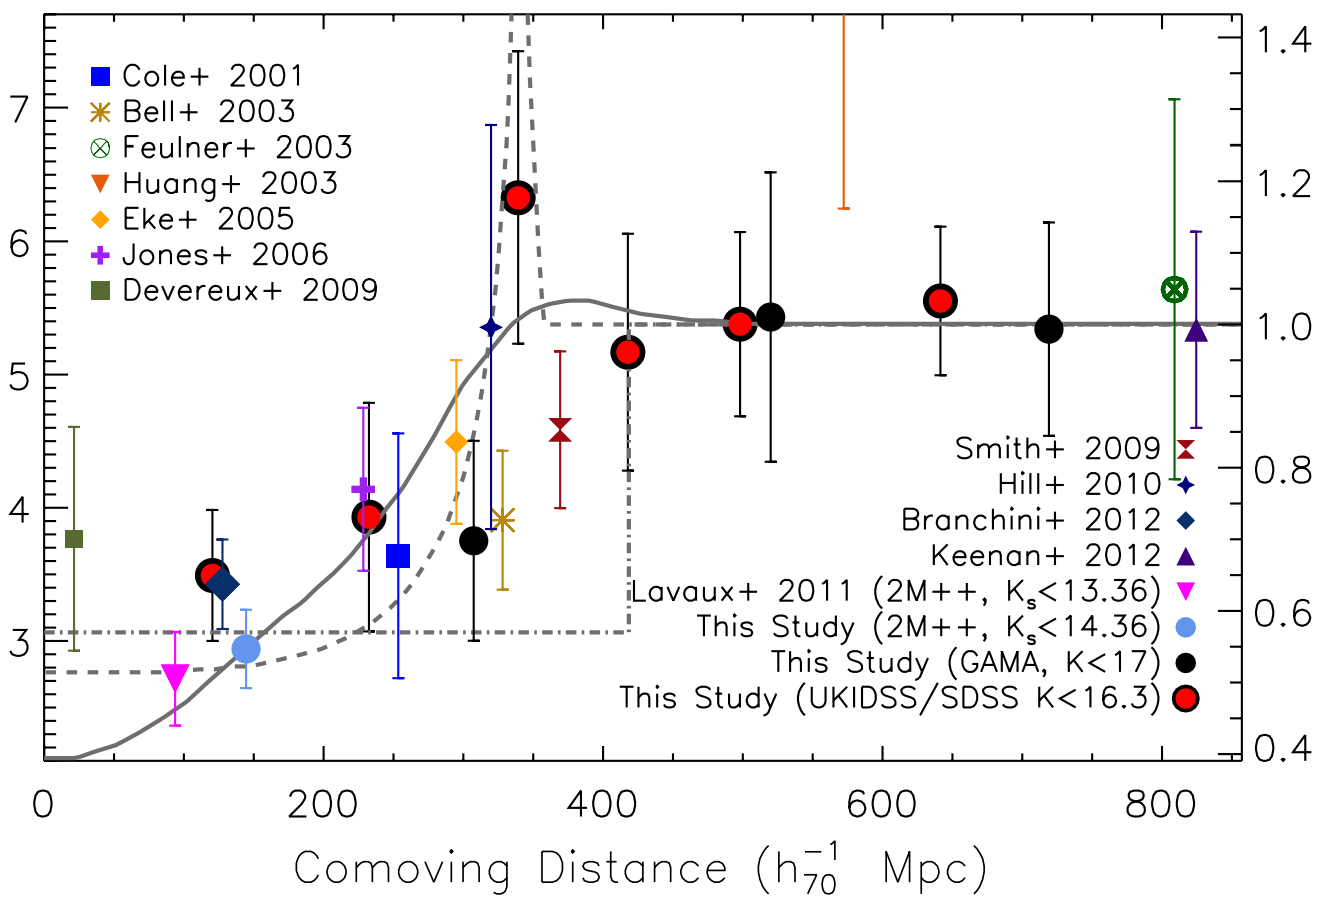 Cole+ 2001
Bell+ 2003
Feulner+ 2003
Huang+ 2003
Eke+ 2005
Jones+ 2006
Devereux+ 2009
7
6
5
4
3
1.4
1.2
1.0
0.8
0.6
0.4
Smith+ 2009
Hill+ 2010
Branchini+ 2012
Keenan+ 2012
Lavaux+ 2011 (2M++, Ks<13.36)
This Study (2M++, Ks<14.36)
This Study (GAMA, K<17)
This Study (UKIDSS/SDSS K<16.3)
0 200 400 600 800
Comoving Distance (h₇₀⁻¹ Mpc)